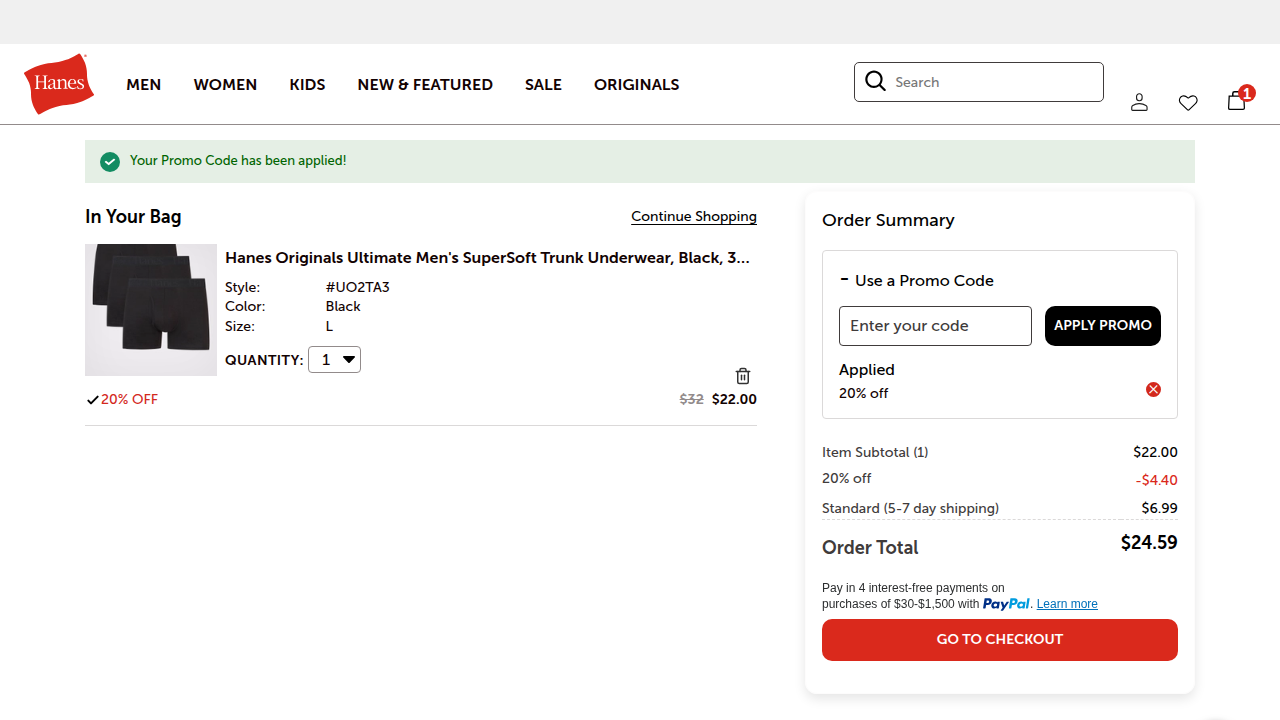 Hanes
MEN
WOMEN
KIDS
NEW & FEATURED
SALE
ORIGINALS
Search
1
Your Promo Code has been applied!
In Your Bag
Continue Shopping
Hanes Originals Ultimate Men's SuperSoft Trunk Underwear, Black, 3...
Style: #UO2TA3
Color: Black
Size: L
QUANTITY: 1
20% OFF
$32 $22.00
Order Summary
- Use a Promo Code
Enter your code
APPLY PROMO
Applied
20% off
Item Subtotal (1) $22.00
20% off -$4.40
Standard (5-7 day shipping) $6.99
Order Total $24.59
Pay in 4 interest-free payments on
purchases of $30-$1,500 with PayPal. Learn more
GO TO CHECKOUT